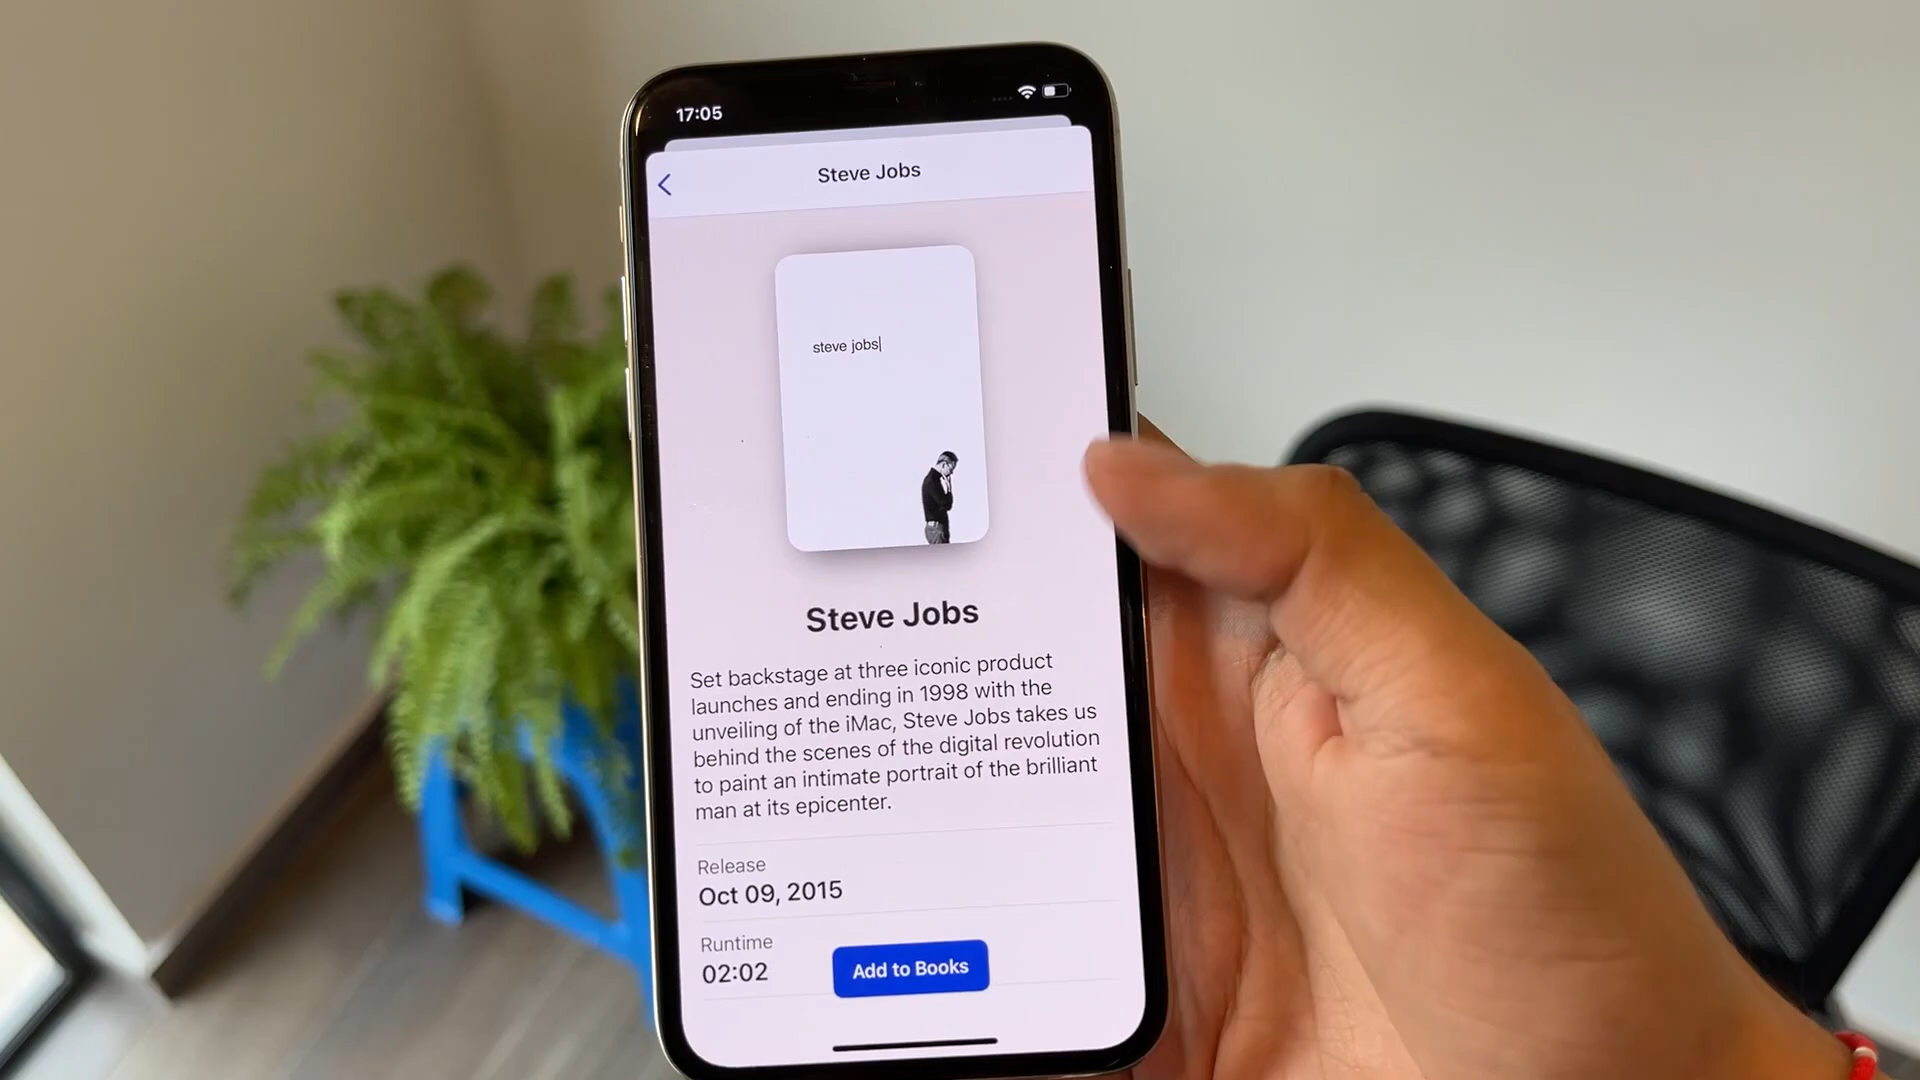 17:05
Steve Jobs
steve jobs
Steve Jobs
Set backstage at three iconic product
launches and ending in 1998 with the
unveiling of the iMac, Steve Jobs takes us
behind the scenes of the digital revolution
to paint an intimate portrait of the brilliant
man at its epicenter.
Release
Oct 09, 2015
Runtime
02:02
Add to Books